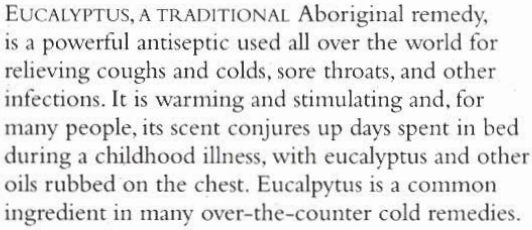 EUCALYPTUS, A TRADITIONAL Aboriginal remedy,
is a powerful antiseptic used all over the world for
relieving coughs and colds, sore throats, and other
infections. It is warming and stimulating and, for
many people, its scent conjures up days spent in bed
during a childhood illness, with eucalyptus and other
oils rubbed on the chest. Eucalpytus is a common
ingredient in many over-the-counter cold remedies.